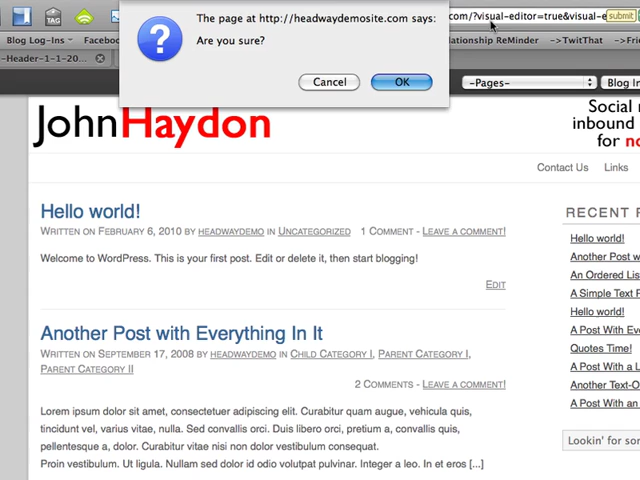 The page at http://headwaydemosite.com says:
Are you sure?
Cancel
OK
com/?visual-editor=true&visual-e
submit
Blog Log-Ins
Facebook
lationship ReMinder
->TwitThat
->Frie
-Header-1-1-20...
-Pages-
Blog In
JohnHaydon
Social
inbound
for no
Contact Us
Links
Hello world!
WRITTEN ON FEBRUARY 6, 2010 BY HEADWAYDEMO IN UNCATEGORIZED 1 COMMENT - LEAVE A COMMENT!
Welcome to WordPress. This is your first post. Edit or delete it, then start blogging!
EDIT
Another Post with Everything In It
WRITTEN ON SEPTEMBER 17, 2008 BY HEADWAYDEMO IN CHILD CATEGORY I, PARENT CATEGORY I,
PARENT CATEGORY II
2 COMMENTS - LEAVE A COMMENT!
Lorem ipsum dolor sit amet, consectetuer adipiscing elit. Curabitur quam augue, vehicula quis,
tincidunt vel, varius vitae, nulla. Sed convallis orci. Duis libero orci, pretium a, convallis quis,
pellentesque a, dolor. Curabitur vitae nisi non dolor vestibulum consequat.
Proin vestibulum. Ut ligula. Nullam sed dolor id odio volutpat pulvinar. Integer a leo. In et eros [...]
RECENT
Hello world!
Another Post w
An Ordered Lis
A Simple Text P
Hello world!
A Post With Eve
Quotes Time!
A Post With a L
Another Text-O
A Post With an
Lookin' for som